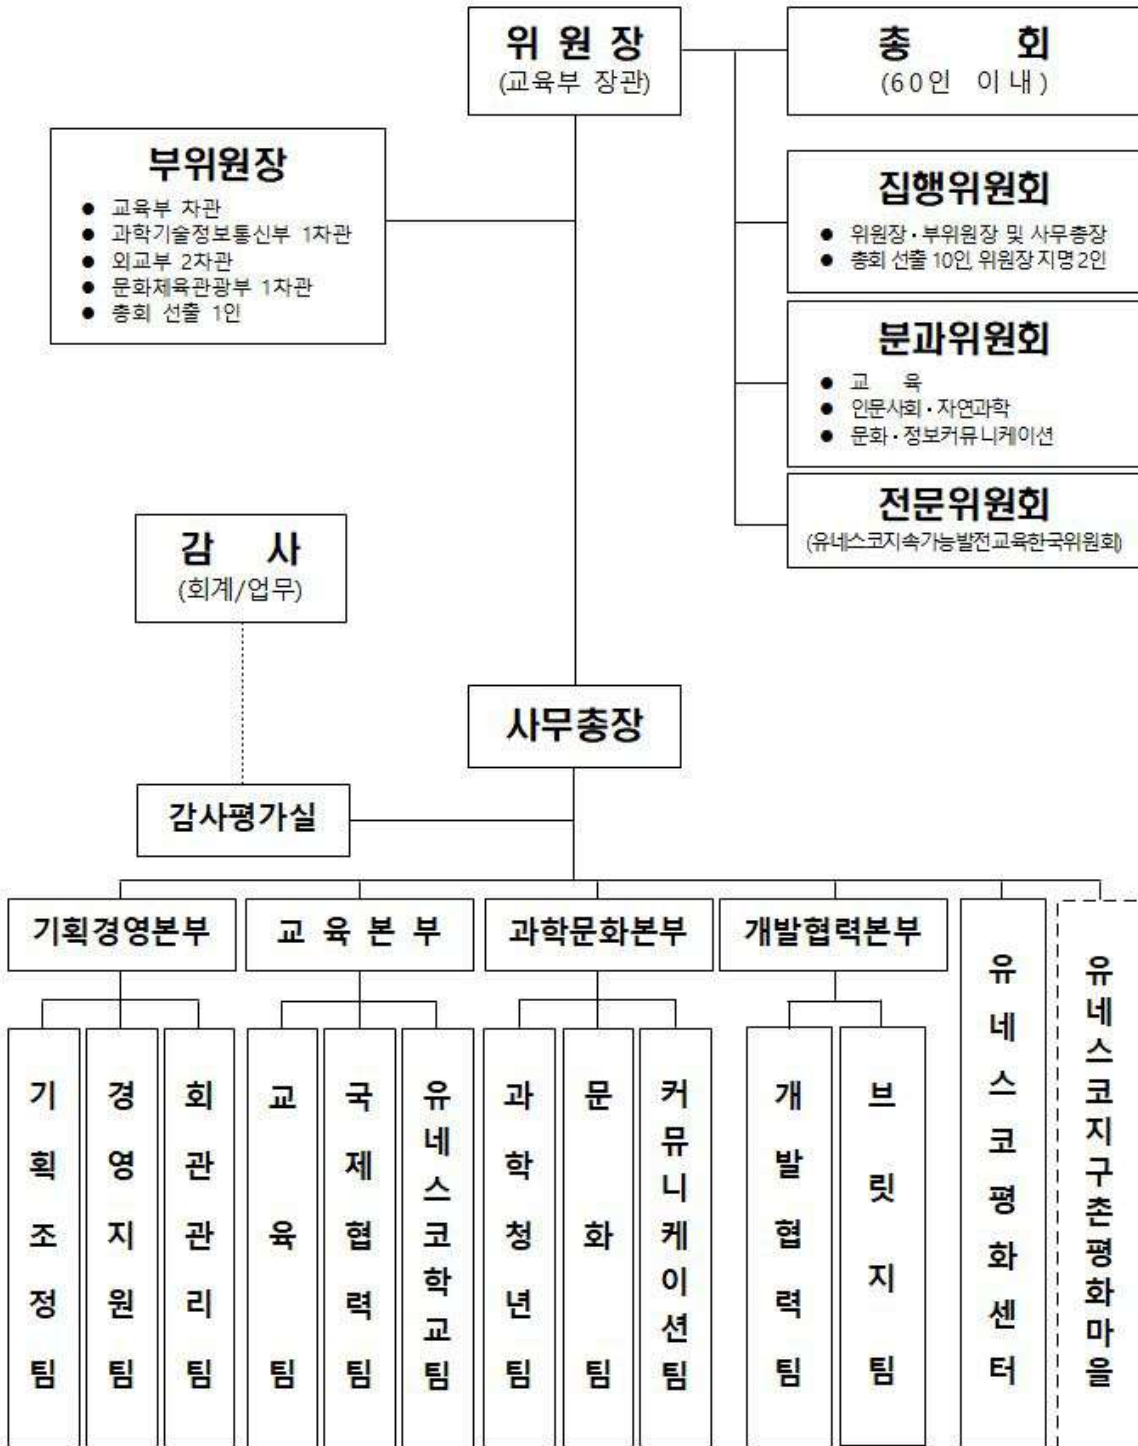 위 원 장
(교육부 장관)
총 회
(60인 이내)
부위원장
● 교육부 차관
● 과학기술정보통신부 1차관
● 외교부 2차관
● 문화체육관광부 1차관
● 총회 선출 1인
집행위원회
● 위원장·부위원장 및 사무총장
● 총회 선출 10인, 위원장 지명 2인
분과위원회
● 교 육
● 인문사회·자연과학
● 문화·정보커뮤니케이션
전문위원회
(유네스코지속가능발전교육한국위원회)
감 사
(회계/업무)
사무총장
감사평가실
기획경영본부
교 육 본 부
과학문화본부
개발협력본부
기획조정팀
경영지원팀
회관관리팀
교육팀
국제협력팀
유네스코학교팀
과학청년팀
문화팀
커뮤니케이션팀
개발협력팀
브릿지팀
유네스코평화센터
유네스코지구촌평화마을